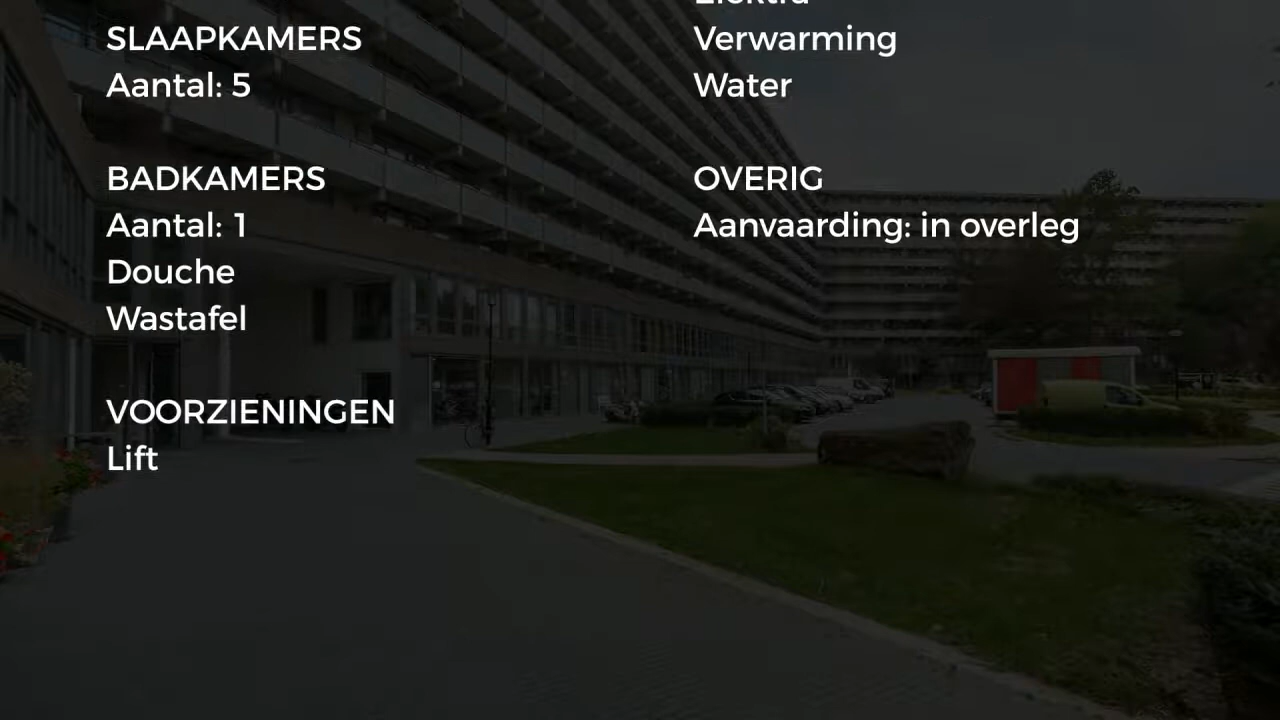 SLAAPKAMERS
Aantal: 5
BADKAMERS
Aantal: 1
Douche
Wastafel
VOORZIENINGEN
Lift
Verwarming
Water
OVERIG
Aanvaarding: in overleg